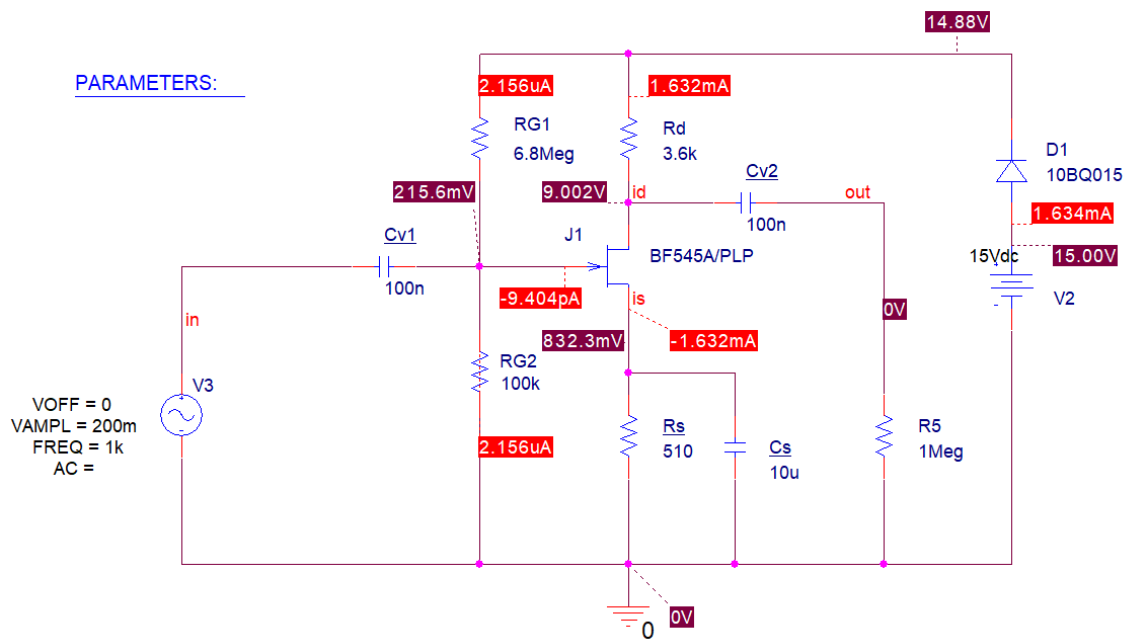 14.88V
PARAMETERS:
2.156uA
1.632mA
RG1
6.8Meg
Rd
3.6k
D1
10BQ015
Cv2
215.6mV
9.002V
id
out
1.634mA
100n
Cv1
J1
BF545A/PLP
15Vdc
15.00V
100n
-9.404pA
is
V2
in
0V
832.3mV
-1.632mA
RG2
100k
V3
VOFF = 0
VAMPL = 200m
FREQ = 1k
AC =
2.156uA
Rs
510
Cs
10u
R5
1Meg
0V
0